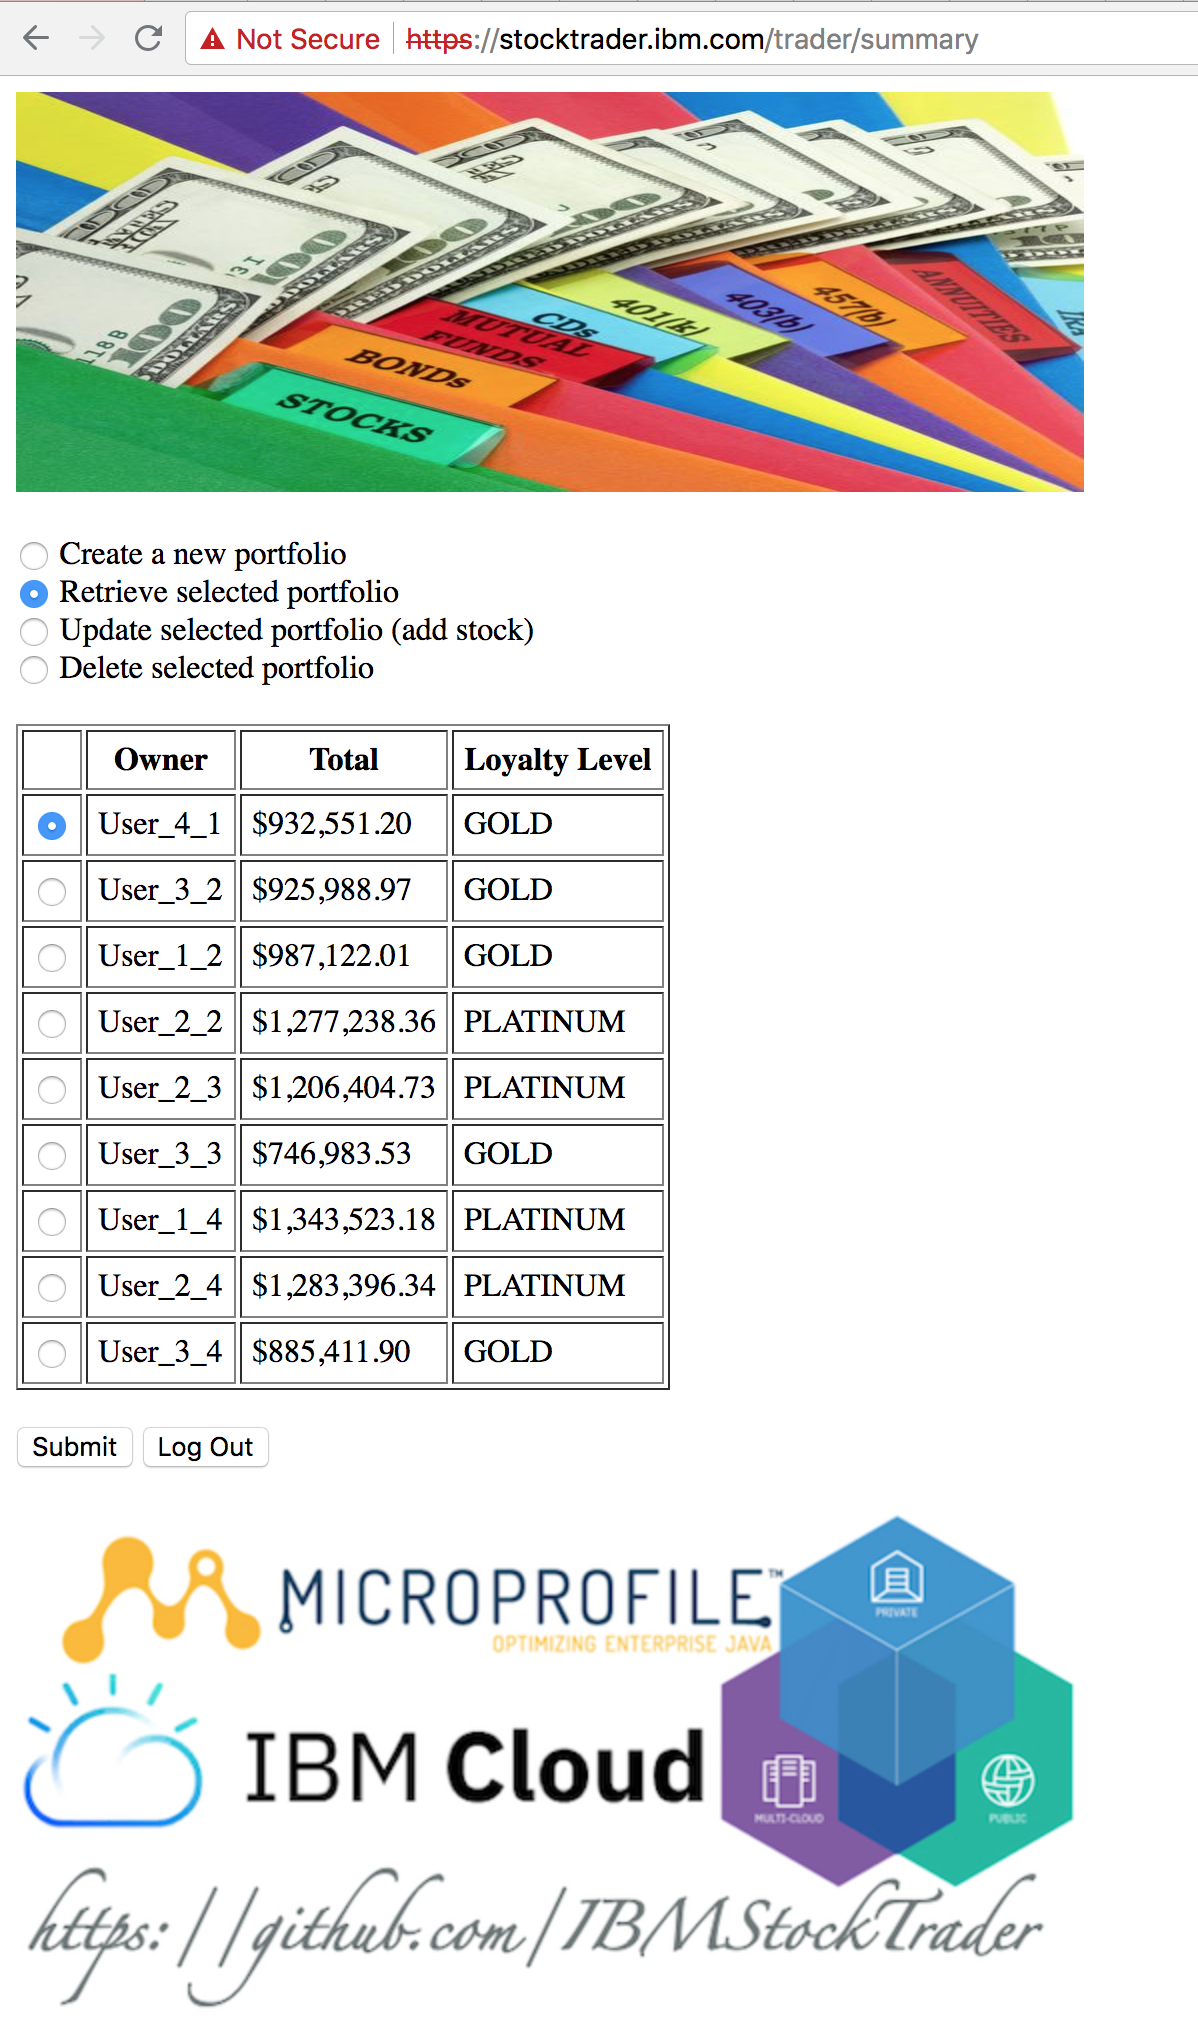 Not Secure https://stocktrader.ibm.com/trader/summary
401(k)
403(b)
457(b)
ANNUITIES
CDs
MUTUAL
FUNDS
BONDs
STOCKS
Create a new portfolio
Retrieve selected portfolio
Update selected portfolio (add stock)
Delete selected portfolio
Owner Total Loyalty Level
User_4_1 $932,551.20 GOLD
User_3_2 $925,988.97 GOLD
User_1_2 $987,122.01 GOLD
User_2_2 $1,277,238.36 PLATINUM
User_2_3 $1,206,404.73 PLATINUM
User_3_3 $746,983.53 GOLD
User_1_4 $1,343,523.18 PLATINUM
User_2_4 $1,283,396.34 PLATINUM
User_3_4 $885,411.90 GOLD
Submit Log Out
MICROPROFILE™
OPTIMIZING ENTERPRISE JAVA
PRIVATE
IBM Cloud
MULTI-CLOUD PUBLIC
https://github.com/IBMStockTrader